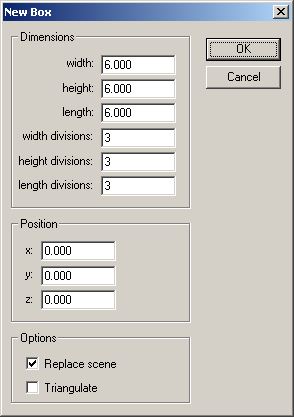 New Box
Dimensions
width: 6.000
height: 6.000
length: 6.000
width divisions: 3
height divisions: 3
length divisions: 3
OK
Cancel
Position
x: 0.000
y: 0.000
z: 0.000
Options
Replace scene
Triangulate